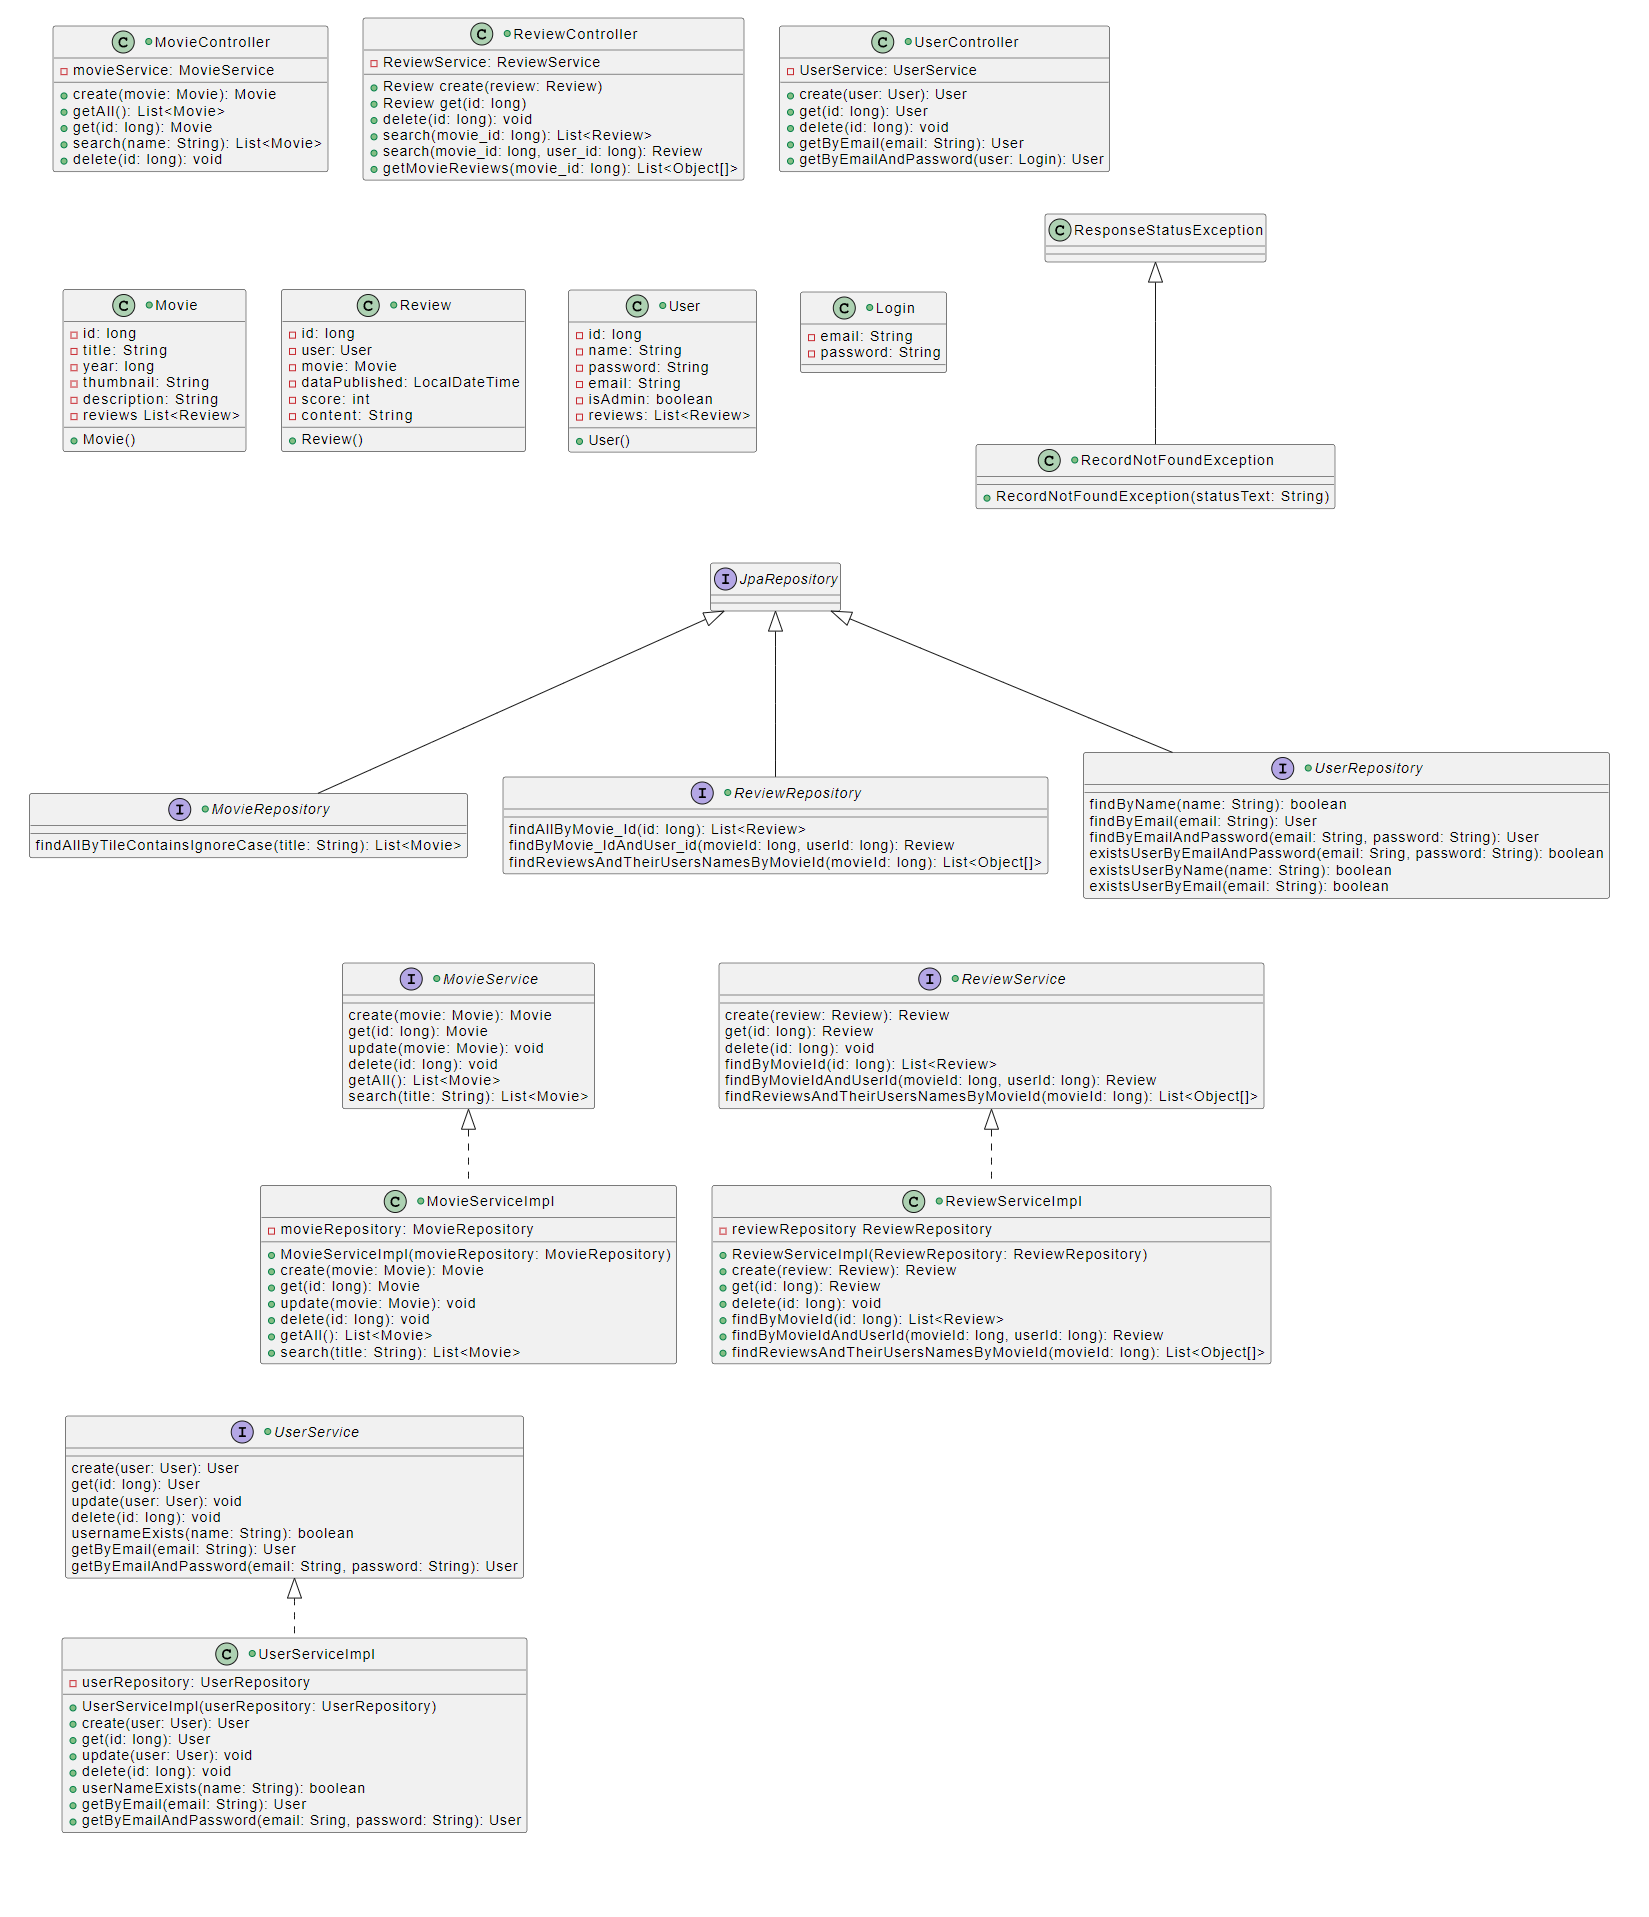 MovieController
movieService: MovieService
create(movie: Movie): Movie
getAll(): List<Movie>
get(id: long): Movie
search(name: String): List<Movie>
delete(id: long): void
ReviewController
ReviewService: ReviewService
Review create(review: Review)
Review get(id: long)
delete(id: long): void
search(movie_id: long): List<Review>
search(movie_id: long, user_id: long): Review
getMovieReviews(movie_id: long): List<Object[]>
UserController
UserService: UserService
create(user: User): User
get(id: long): User
delete(id: long): void
getByEmail(email: String): User
getByEmailAndPassword(user: Login): User
ResponseStatusException
Movie
id: long
title: String
year: long
thumbnail: String
description: String
reviews List<Review>
Movie()
Review
id: long
user: User
movie: Movie
dataPublished: LocalDateTime
score: int
content: String
Review()
User
id: long
name: String
password: String
email: String
isAdmin: boolean
reviews: List<Review>
User()
Login
email: String
password: String
RecordNotFoundException
RecordNotFoundException(statusText: String)
JpaRepository
MovieRepository
findAllByTileContainsIgnoreCase(title: String): List<Movie>
ReviewRepository
findAllByMovie_Id(id: long): List<Review>
findByMovie_IdAndUser_id(movieId: long, userId: long): Review
findReviewsAndTheirUsersNamesByMovieId(movieId: long): List<Object[]>
UserRepository
findByName(name: String): boolean
findByEmail(email: String): User
findByEmailAndPassword(email: String, password: String): User
existsUserByEmailAndPassword(email: Sring, password: String): boolean
existsUserByName(name: String): boolean
existsUserByEmail(email: String): boolean
MovieService
create(movie: Movie): Movie
get(id: long): Movie
update(movie: Movie): void
delete(id: long): void
getAll(): List<Movie>
search(title: String): List<Movie>
ReviewService
create(review: Review): Review
get(id: long): Review
delete(id: long): void
findByMovieId(id: long): List<Review>
findByMovieIdAndUserId(movieId: long, userId: long): Review
findReviewsAndTheirUsersNamesByMovieId(movieId: long): List<Object[]>
MovieServiceImpl
movieRepository: MovieRepository
MovieServiceImpl(movieRepository: MovieRepository)
create(movie: Movie): Movie
get(id: long): Movie
update(movie: Movie): void
delete(id: long): void
getAll(): List<Movie>
search(title: String): List<Movie>
ReviewServiceImpl
reviewRepository ReviewRepository
ReviewServiceImpl(ReviewRepository: ReviewRepository)
create(review: Review): Review
get(id: long): Review
delete(id: long): void
findByMovieId(id: long): List<Review>
findByMovieIdAndUserId(movieId: long, userId: long): Review
findReviewsAndTheirUsersNamesByMovieId(movieId: long): List<Object[]>
UserService
create(user: User): User
get(id: long): User
update(user: User): void
delete(id: long): void
usernameExists(name: String): boolean
getByEmail(email: String): User
getByEmailAndPassword(email: String, password: String): User
UserServiceImpl
userRepository: UserRepository
UserServiceImpl(userRepository: UserRepository)
create(user: User): User
get(id: long): User
update(user: User): void
delete(id: long): void
userNameExists(name: String): boolean
getByEmail(email: String): User
getByEmailAndPassword(email: Sring, password: String): User